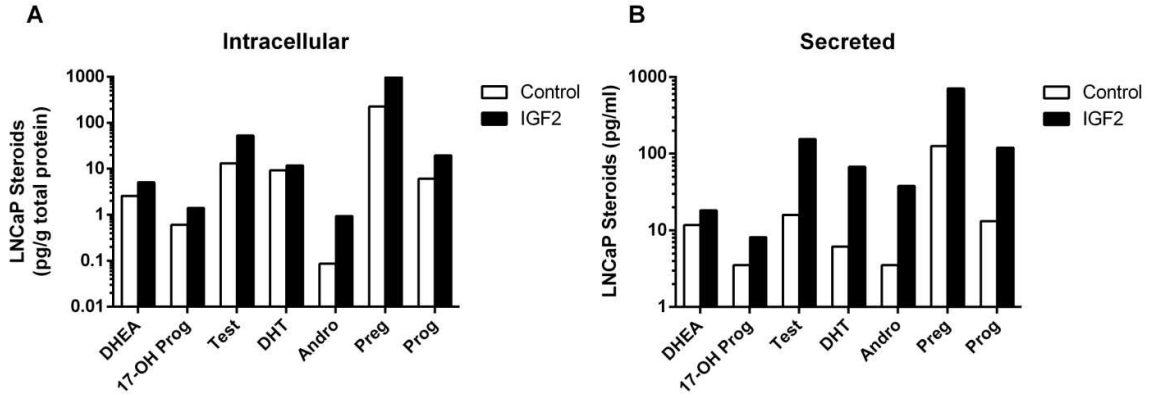 A
Intracellular
LNCaP Steroids
(pg/g total protein)
1000
100
10
1
0.1
0.01
DHEA
17-OH Prog
Test
DHT
Andro
Preg
Prog
Control
IGF2
B
Secreted
LNCaP Steroids (pg/ml)
1000
100
10
1
DHEA
17-OH Prog
Test
DHT
Andro
Preg
Prog
Control
IGF2